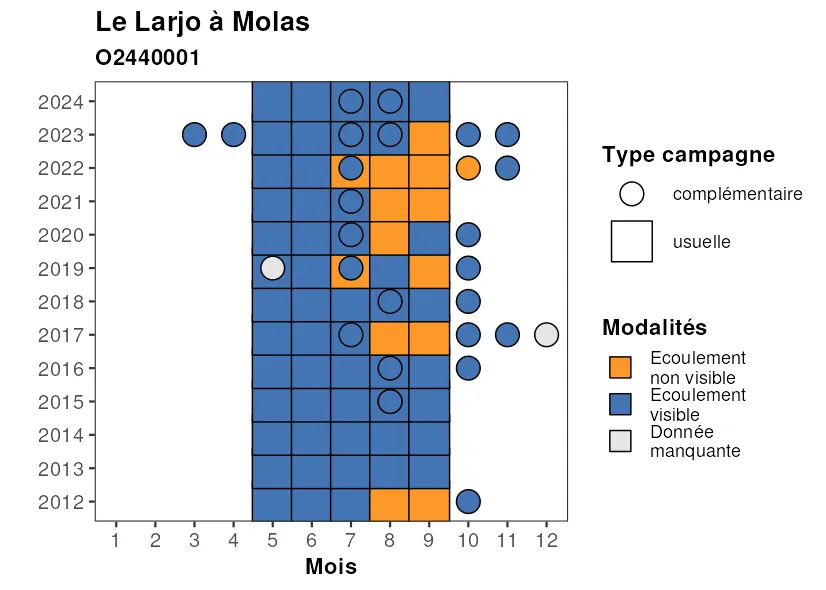 Le Larjo à Molas
O2440001
2024
2023
2022
2021
2020
2019
2018
2017
2016
2015
2014
2013
2012
1 2 3 4 5 6 7 8 9 10 11 12
Mois
Type campagne
complémentaire
usuelle
Modalités
Ecoulement
non visible
Ecoulement
visible
Donnée
manquante